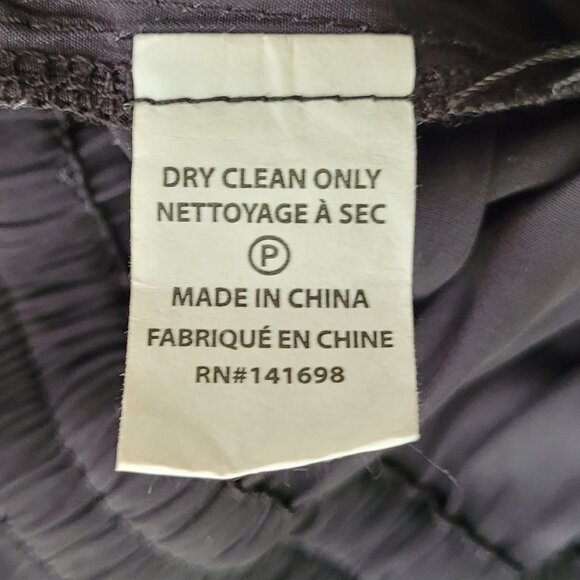 DRY CLEAN ONLY
NETTOYAGE À SEC
P
MADE IN CHINA
FABRIQUÉ EN CHINE
RN#141698